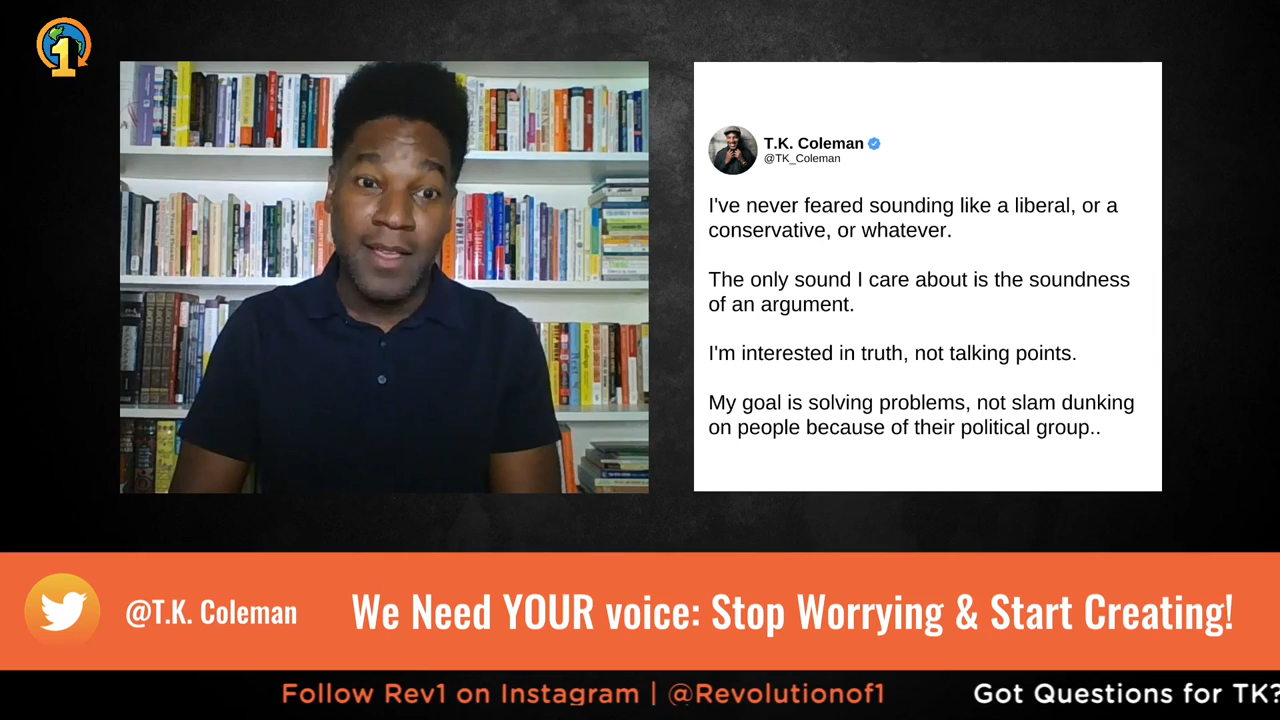 1
T.K. Coleman
@TK_Coleman
I've never feared sounding like a liberal, or a
conservative, or whatever.
The only sound I care about is the soundness
of an argument.
I'm interested in truth, not talking points.
My goal is solving problems, not slam dunking
on people because of their political group..
@T.K. Coleman
We Need YOUR voice: Stop Worrying & Start Creating!
Follow Rev1 on Instagram | @Revolutionof1
Got Questions for TK?